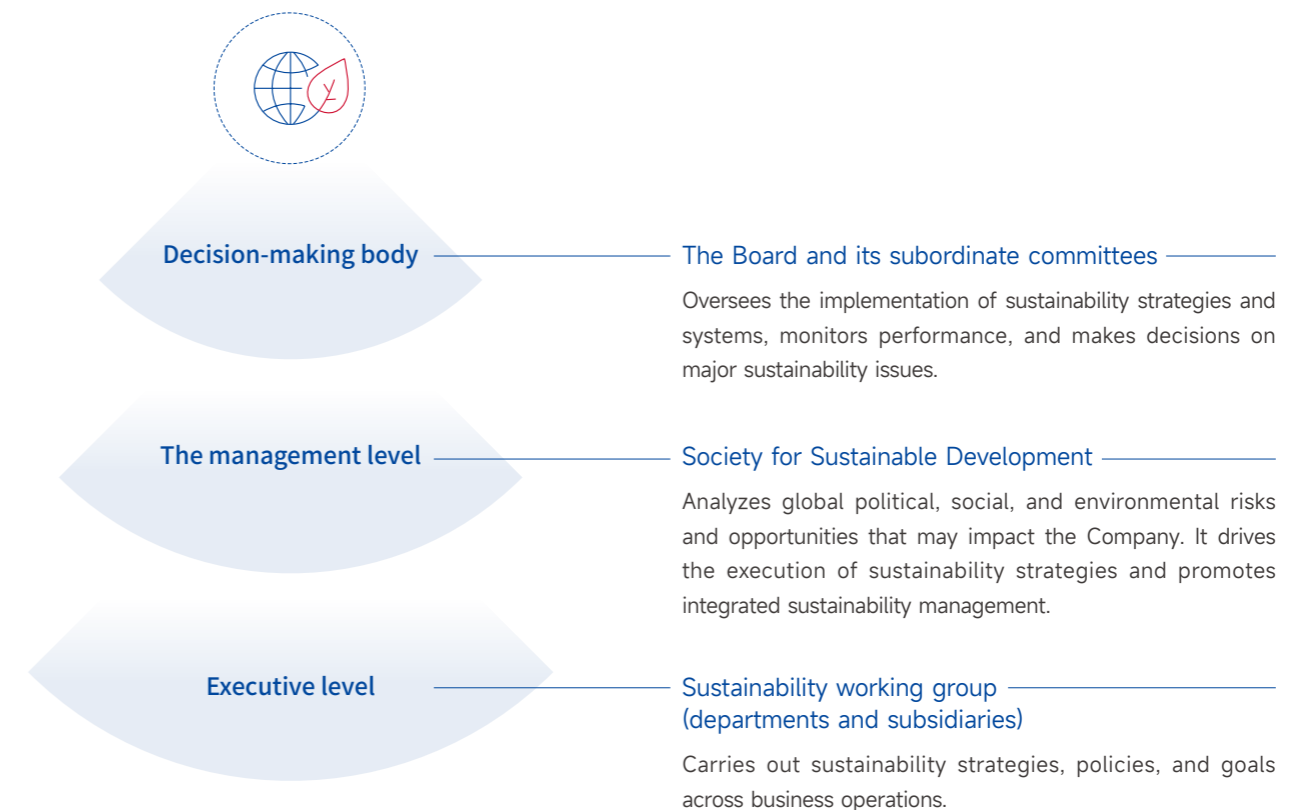 Decision-making body
The Board and its subordinate committees
Oversees the implementation of sustainability strategies and
systems, monitors performance, and makes decisions on
major sustainability issues.
The management level
Society for Sustainable Development
Analyzes global political, social, and environmental risks
and opportunities that may impact the Company. It drives
the execution of sustainability strategies and promotes
integrated sustainability management.
Executive level
Sustainability working group
(departments and subsidiaries)
Carries out sustainability strategies, policies, and goals
across business operations.